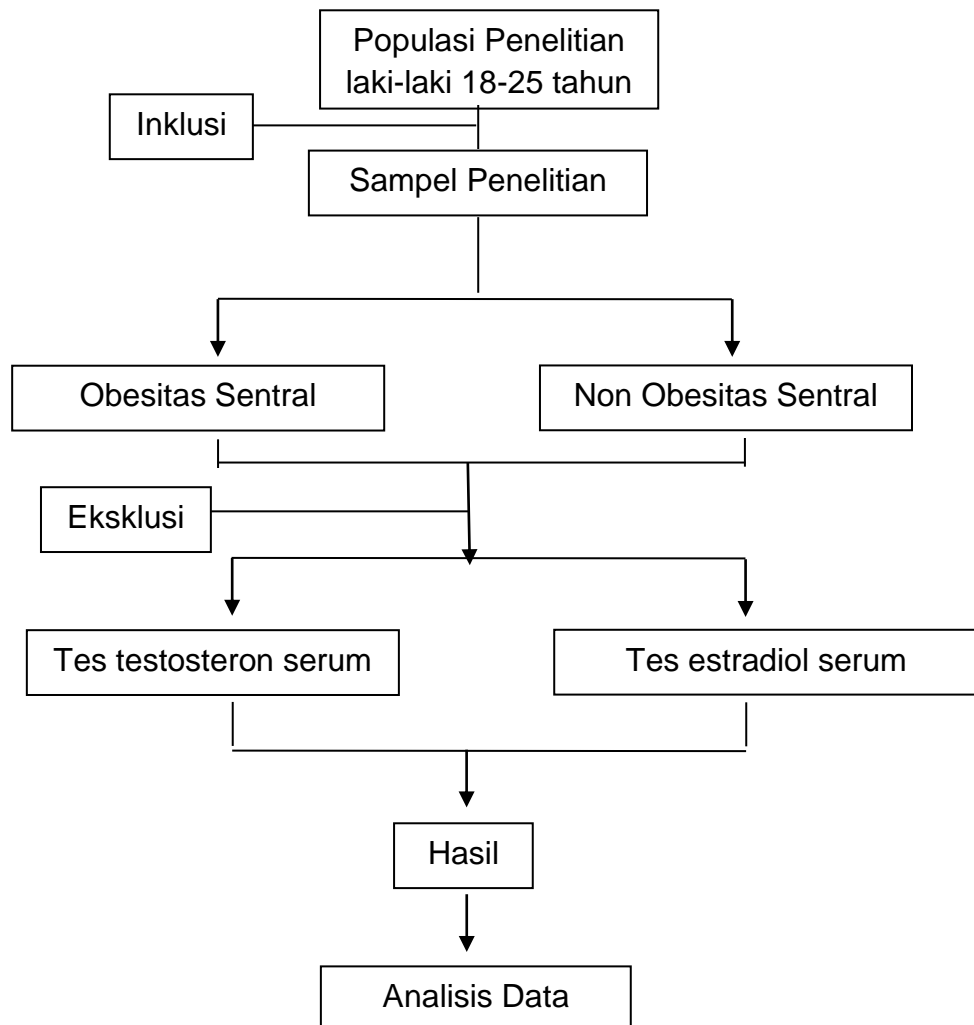 Populasi Penelitian
laki-laki 18-25 tahun
Inklusi
Sampel Penelitian
Obesitas Sentral
Non Obesitas Sentral
Eksklusi
Tes testosteron serum
Tes estradiol serum
Hasil
Analisis Data